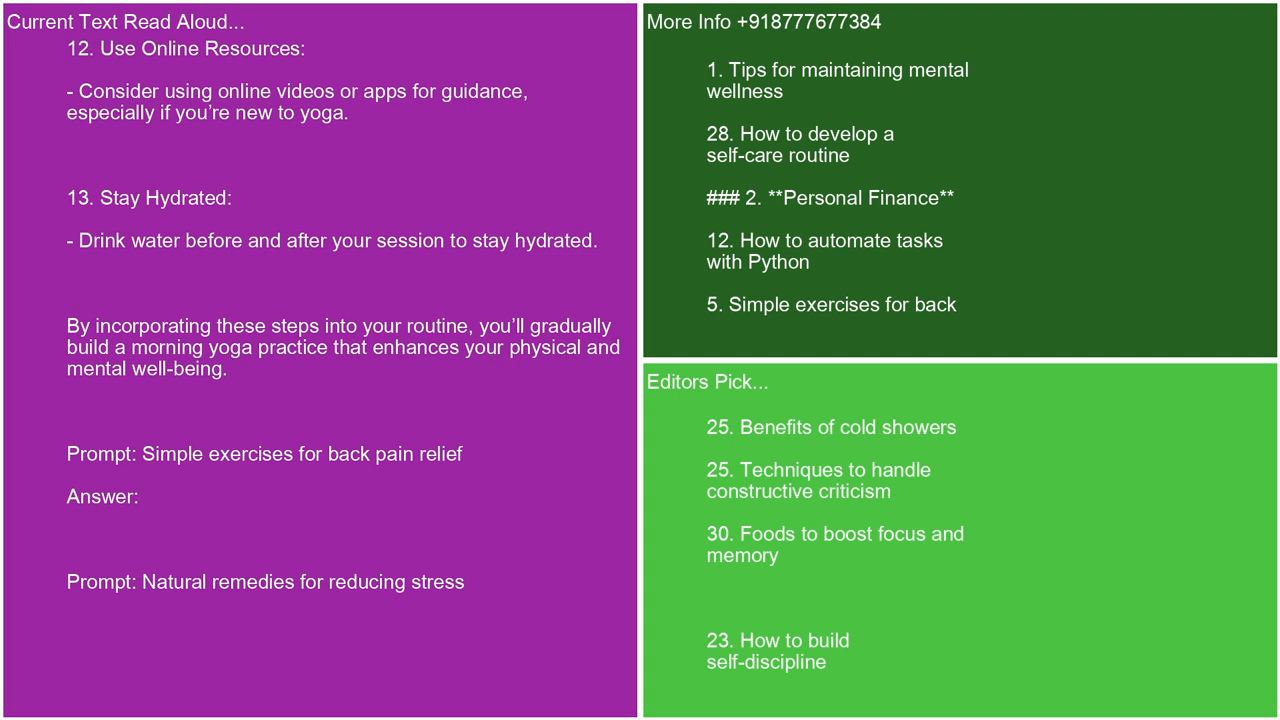 Current Text Read Aloud...
12. Use Online Resources:
- Consider using online videos or apps for guidance,
especially if you’re new to yoga.
13. Stay Hydrated:
- Drink water before and after your session to stay hydrated.
By incorporating these steps into your routine, you’ll gradually
build a morning yoga practice that enhances your physical and
mental well-being.
Prompt: Simple exercises for back pain relief
Answer:
Prompt: Natural remedies for reducing stress
More Info +918777677384
1. Tips for maintaining mental
wellness
28. How to develop a
self-care routine
### 2. **Personal Finance**
12. How to automate tasks
with Python
5. Simple exercises for back
Editors Pick...
25. Benefits of cold showers
25. Techniques to handle
constructive criticism
30. Foods to boost focus and
memory
23. How to build
self-discipline